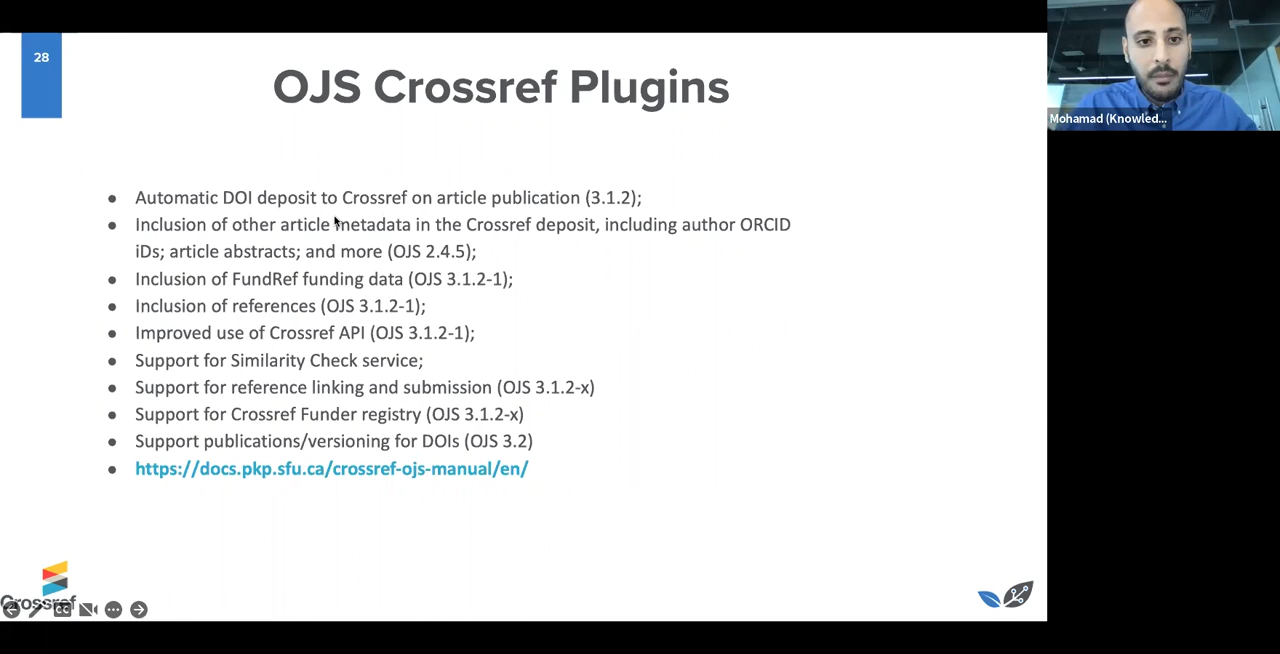 28
OJS Crossref Plugins
Mohamad (Knowled...
● Automatic DOI deposit to Crossref on article publication (3.1.2);
● Inclusion of other article metadata in the Crossref deposit, including author ORCID
iDs; article abstracts; and more (OJS 2.4.5);
● Inclusion of FundRef funding data (OJS 3.1.2-1);
● Inclusion of references (OJS 3.1.2-1);
● Improved use of Crossref API (OJS 3.1.2-1);
● Support for Similarity Check service;
● Support for reference linking and submission (OJS 3.1.2-x)
● Support for Crossref Funder registry (OJS 3.1.2-x)
● Support publications/versioning for DOIs (OJS 3.2)
● https://docs.pkp.sfu.ca/crossref-ojs-manual/en/
Crossref
CC